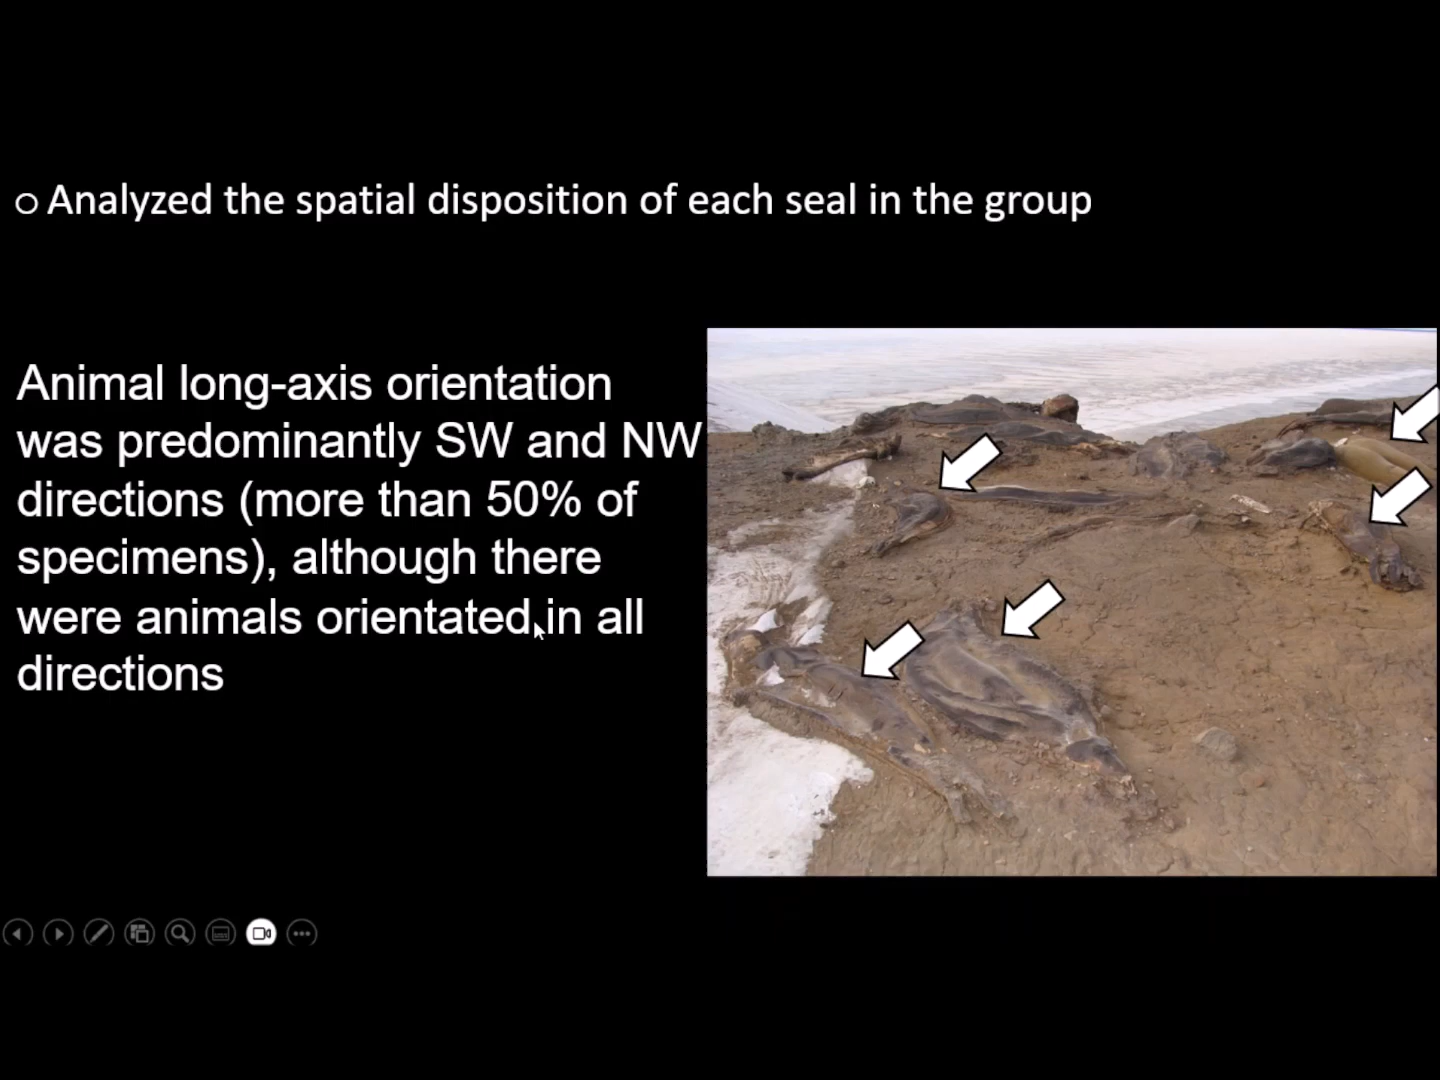 Analyzed the spatial disposition of each seal in the group
Animal long-axis orientation
was predominantly SW and NW
directions (more than 50% of
specimens), although there
were animals orientated in all
directions